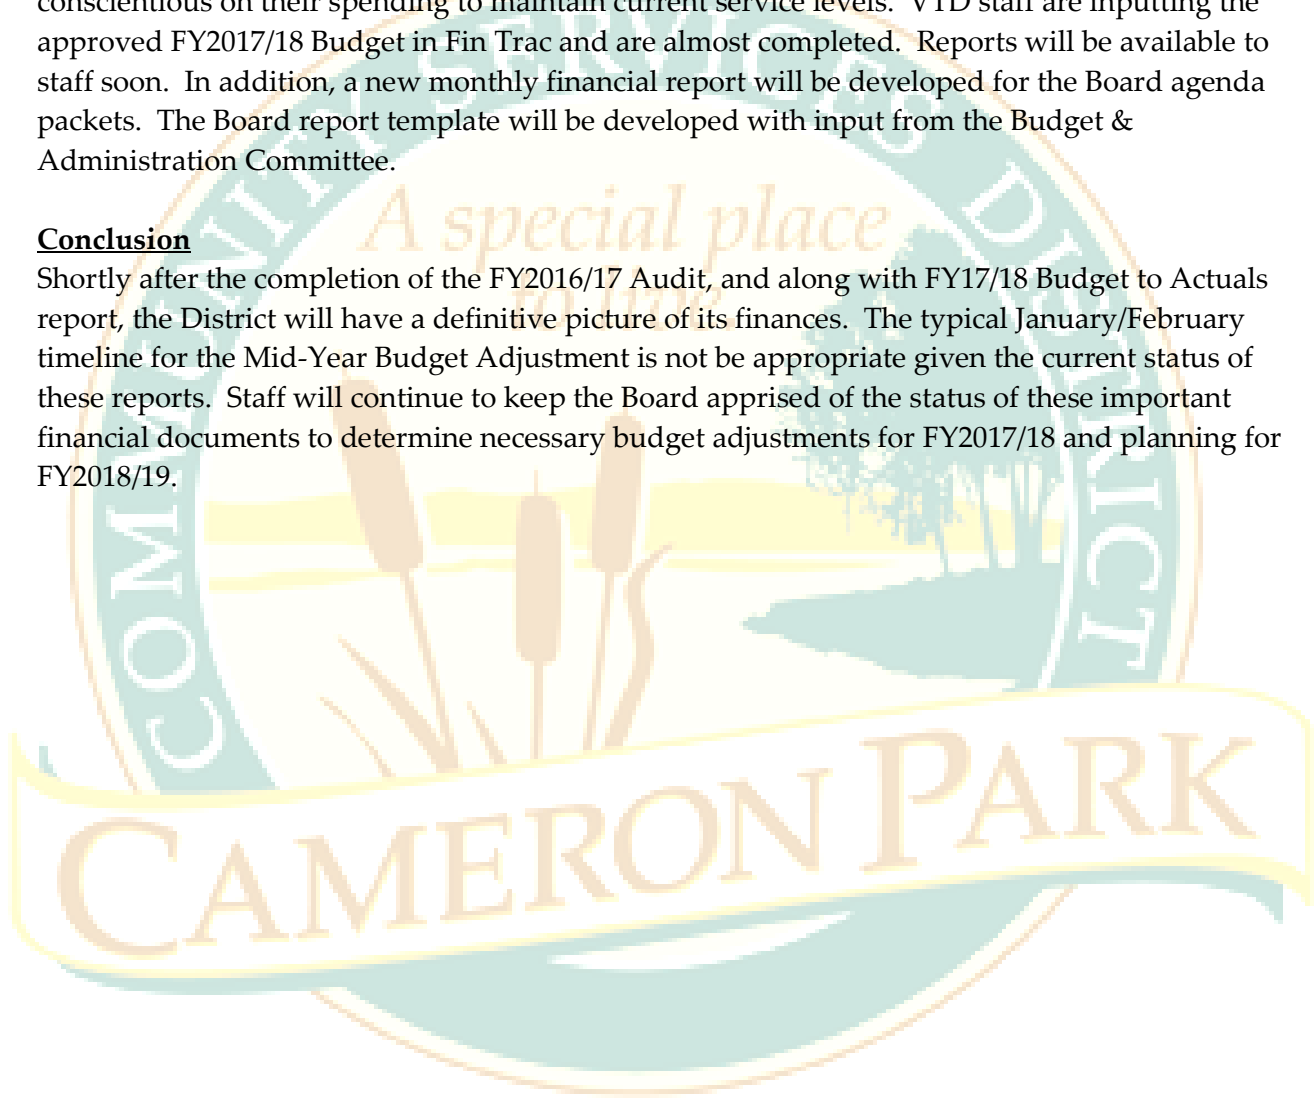 conscientious on their spending to maintain current service levels.  VTD staff are inputting the
approved FY2017/18 Budget in Fin Trac and are almost completed.  Reports will be available to
staff soon.  In addition, a new monthly financial report will be developed for the Board agenda
packets.  The Board report template will be developed with input from the Budget &
Administration Committee.
Conclusion
Shortly after the completion of the FY2016/17 Audit, and along with FY17/18 Budget to Actuals
report, the District will have a definitive picture of its finances.  The typical January/February
timeline for the Mid-Year Budget Adjustment is not be appropriate given the current status of
these reports.  Staff will continue to keep the Board apprised of the status of these important
financial documents to determine necessary budget adjustments for FY2017/18 and planning for
FY2018/19.
COMMUNITY SERVICES DISTRICT
A special place
to live
CAMERON PARK